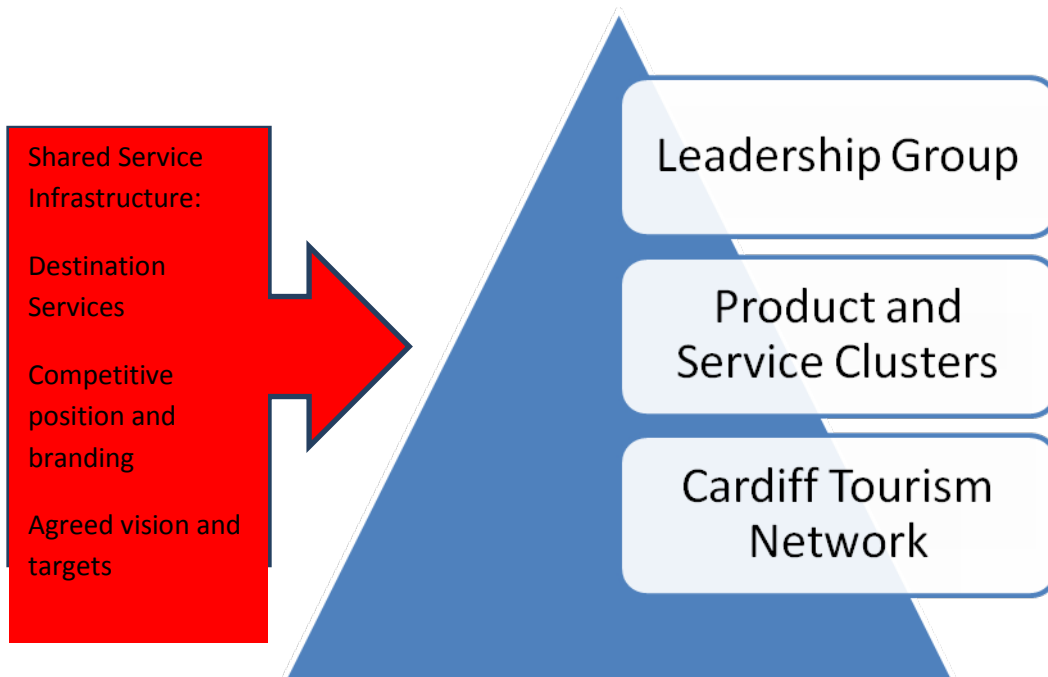 Shared Service
Infrastructure:
Destination
Services
Competitive
position and
branding
Agreed vision and
targets
Leadership Group
Product and
Service Clusters
Cardiff Tourism
Network